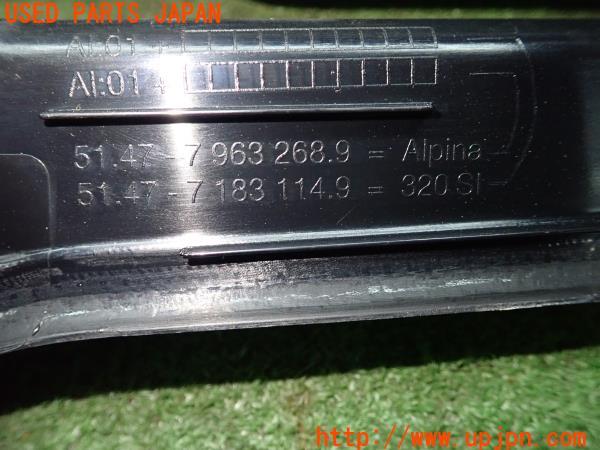 USED PARTS JAPAN
AI:01
AI:01 4
51.47 - 7 963 268.9 = Alpina
51.47 - 7 183 114.9 = 320 SI
http://www.upjpn.com